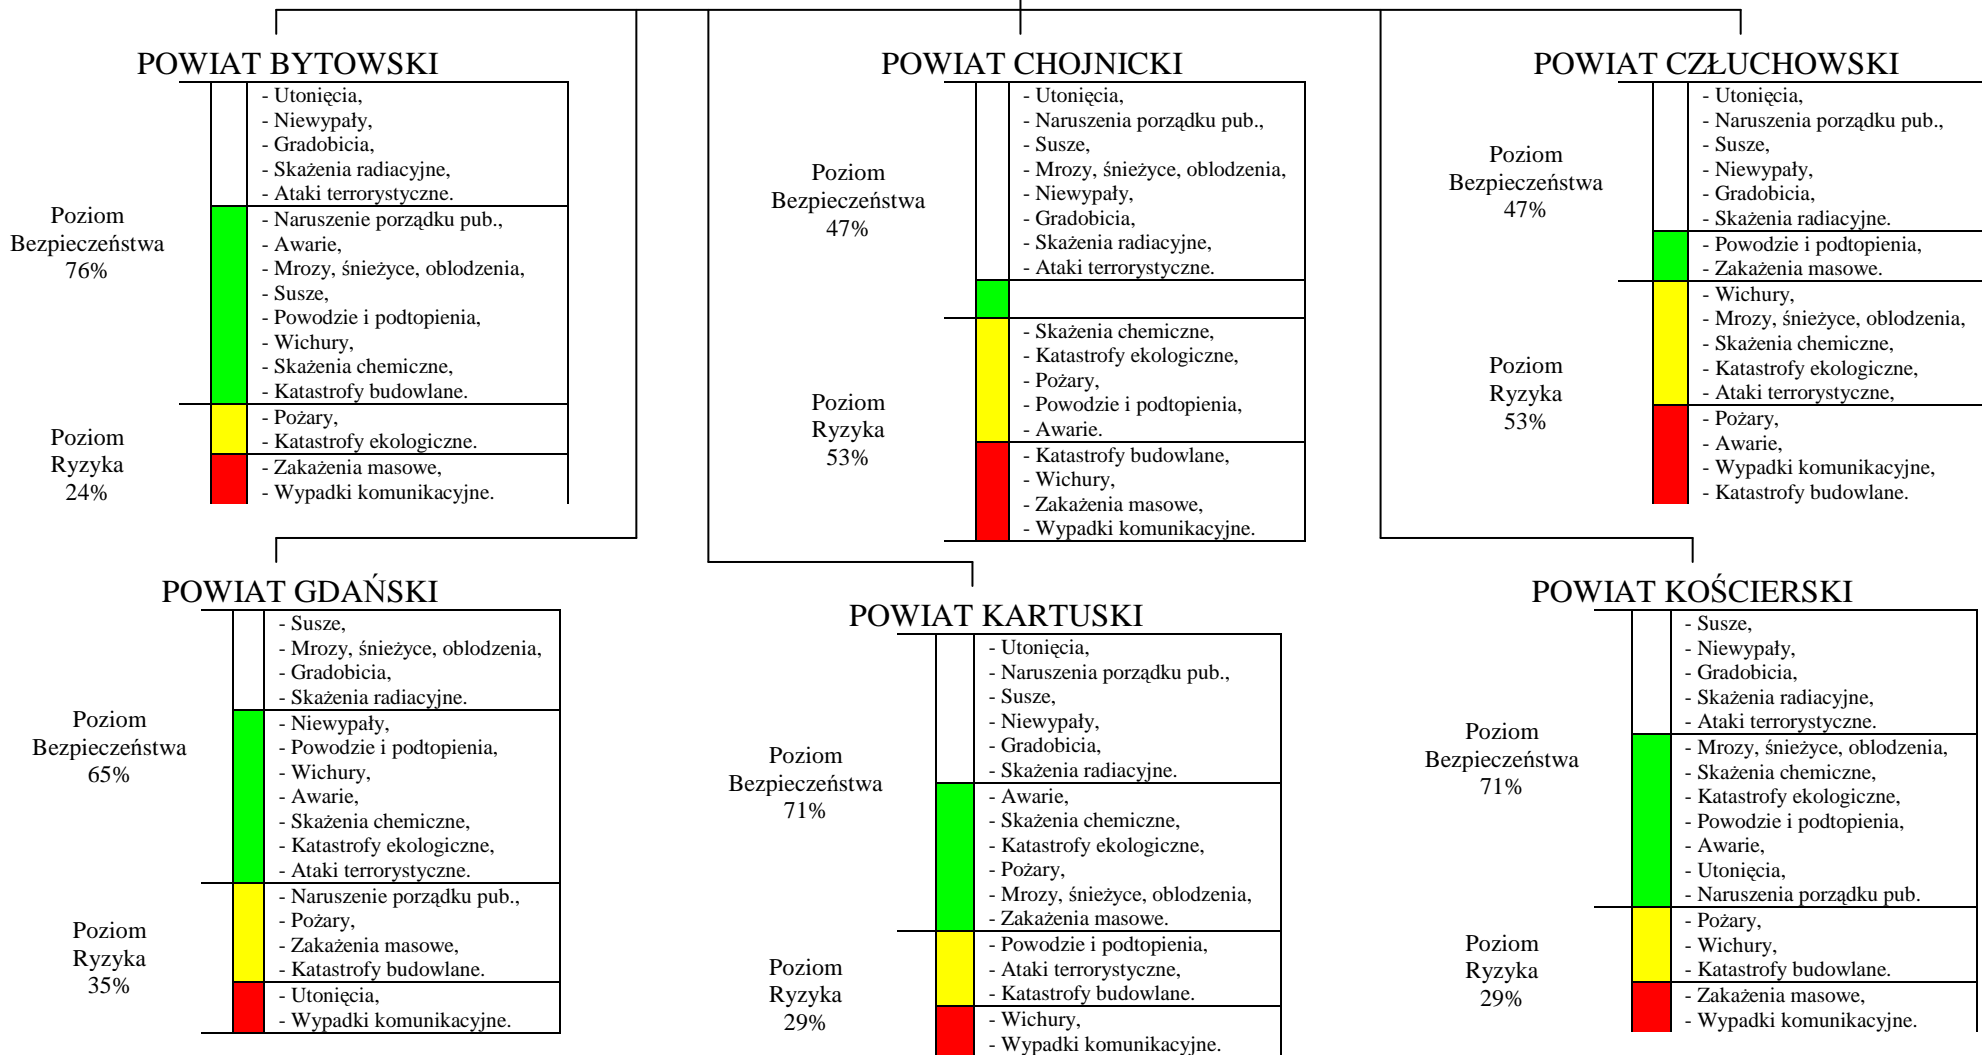 POWIAT BYTOWSKI
Poziom
Bezpieczeństwa
76%
- Utonięcia,
- Niewypały,
- Gradobicia,
- Skażenia radiacyjne,
- Ataki terrorystyczne.
- Naruszenie porządku pub.,
- Awarie,
- Mrozy, śnieżyce, oblodzenia,
- Susze,
- Powodzie i podtopienia,
- Wichury,
- Skażenia chemiczne,
- Katastrofy budowlane.
Poziom
Ryzyka
24%
- Pożary,
- Katastrofy ekologiczne.
- Zakażenia masowe,
- Wypadki komunikacyjne.
POWIAT CHOJNICKI
Poziom
Bezpieczeństwa
47%
- Utonięcia,
- Naruszenia porządku pub.,
- Susze,
- Mrozy, śnieżyce, oblodzenia,
- Niewypały,
- Gradobicia,
- Skażenia radiacyjne,
- Ataki terrorystyczne.
Poziom
Ryzyka
53%
- Skażenia chemiczne,
- Katastrofy ekologiczne,
- Pożary,
- Powodzie i podtopienia,
- Awarie.
- Katastrofy budowlane,
- Wichury,
- Zakażenia masowe,
- Wypadki komunikacyjne.
POWIAT CZŁUCHOWSKI
Poziom
Bezpieczeństwa
47%
- Utonięcia,
- Naruszenia porządku pub.,
- Susze,
- Niewypały,
- Gradobicia,
- Skażenia radiacyjne.
- Powodzie i podtopienia,
- Zakażenia masowe.
Poziom
Ryzyka
53%
- Wichury,
- Mrozy, śnieżyce, oblodzenia,
- Skażenia chemiczne,
- Katastrofy ekologiczne,
- Ataki terrorystyczne,
- Pożary,
- Awarie,
- Wypadki komunikacyjne,
- Katastrofy budowlane.
POWIAT GDAŃSKI
Poziom
Bezpieczeństwa
65%
- Susze,
- Mrozy, śnieżyce, oblodzenia,
- Gradobicia,
- Skażenia radiacyjne.
- Niewypały,
- Powodzie i podtopienia,
- Wichury,
- Awarie,
- Skażenia chemiczne,
- Katastrofy ekologiczne,
- Ataki terrorystyczne.
Poziom
Ryzyka
35%
- Naruszenie porządku pub.,
- Pożary,
- Zakażenia masowe,
- Katastrofy budowlane.
- Utonięcia,
- Wypadki komunikacyjne.
POWIAT KARTUSKI
Poziom
Bezpieczeństwa
71%
- Utonięcia,
- Naruszenia porządku pub.,
- Susze,
- Niewypały,
- Gradobicia,
- Skażenia radiacyjne.
- Awarie,
- Skażenia chemiczne,
- Katastrofy ekologiczne,
- Pożary,
- Mrozy, śnieżyce, oblodzenia,
- Zakażenia masowe.
Poziom
Ryzyka
29%
- Powodzie i podtopienia,
- Ataki terrorystyczne,
- Katastrofy budowlane.
- Wichury,
- Wypadki komunikacyjne.
POWIAT KOŚCIERSKI
Poziom
Bezpieczeństwa
71%
- Susze,
- Niewypały,
- Gradobicia,
- Skażenia radiacyjne,
- Ataki terrorystyczne.
- Mrozy, śnieżyce, oblodzenia,
- Skażenia chemiczne,
- Katastrofy ekologiczne,
- Powodzie i podtopienia,
- Awarie,
- Utonięcia,
- Naruszenia porządku pub.
Poziom
Ryzyka
29%
- Pożary,
- Wichury,
- Katastrofy budowlane.
- Zakażenia masowe,
- Wypadki komunikacyjne.